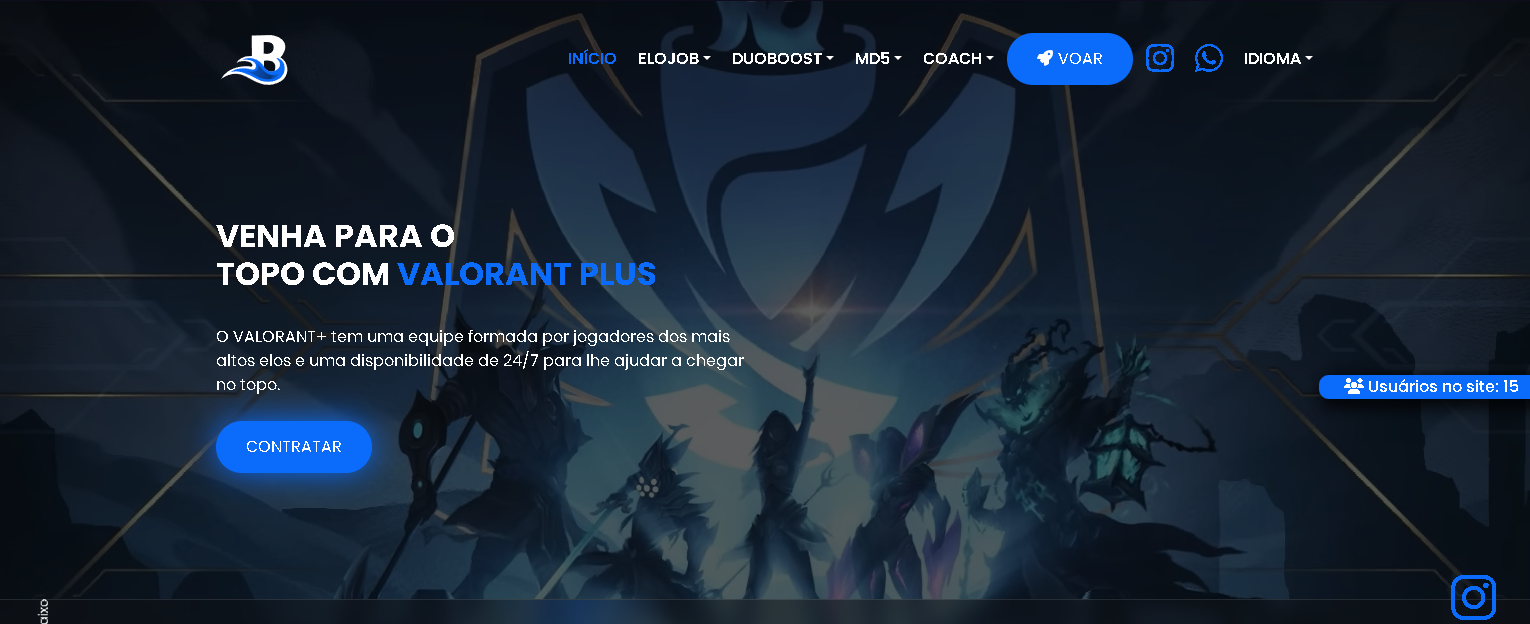 B
INÍCIO ELOJOB DUOBOOST MD5 COACH VOAR IDIOMA
VENHA PARA O
TOPO COM VALORANT PLUS
O VALORANT+ tem uma equipe formada por jogadores dos mais
altos elos e uma disponibilidade de 24/7 para lhe ajudar a chegar
no topo.
Usuários no site: 15
CONTRATAR
aixo